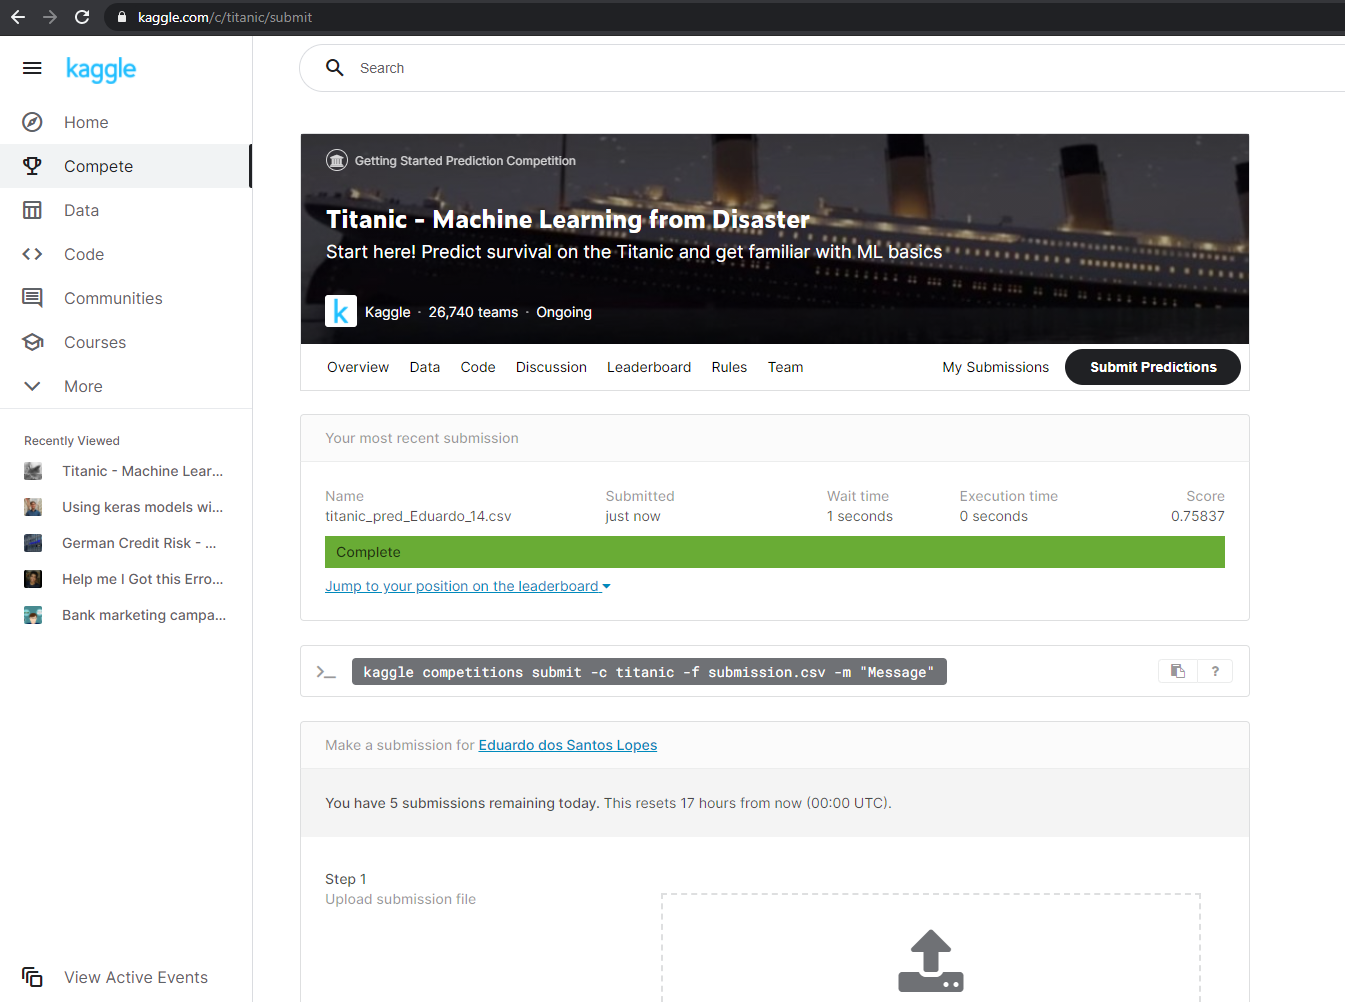 kaggle.com/c/titanic/submit
kaggle
Search
Home
Compete
Data
Code
Communities
Courses
More
Recently Viewed
Titanic - Machine Lear...
Using keras models wi...
German Credit Risk - ...
Help me I Got this Erro...
Bank marketing campa...
View Active Events
Getting Started Prediction Competition
Titanic - Machine Learning from Disaster
Start here! Predict survival on the Titanic and get familiar with ML basics
k Kaggle · 26,740 teams · Ongoing
Overview Data Code Discussion Leaderboard Rules Team My Submissions Submit Predictions
Your most recent submission
Name Submitted Wait time Execution time Score
titanic_pred_Eduardo_14.csv just now 1 seconds 0 seconds 0.75837
Complete
Jump to your position on the leaderboard
>_ kaggle competitions submit -c titanic -f submission.csv -m "Message" ?
Make a submission for Eduardo dos Santos Lopes
You have 5 submissions remaining today. This resets 17 hours from now (00:00 UTC).
Step 1
Upload submission file